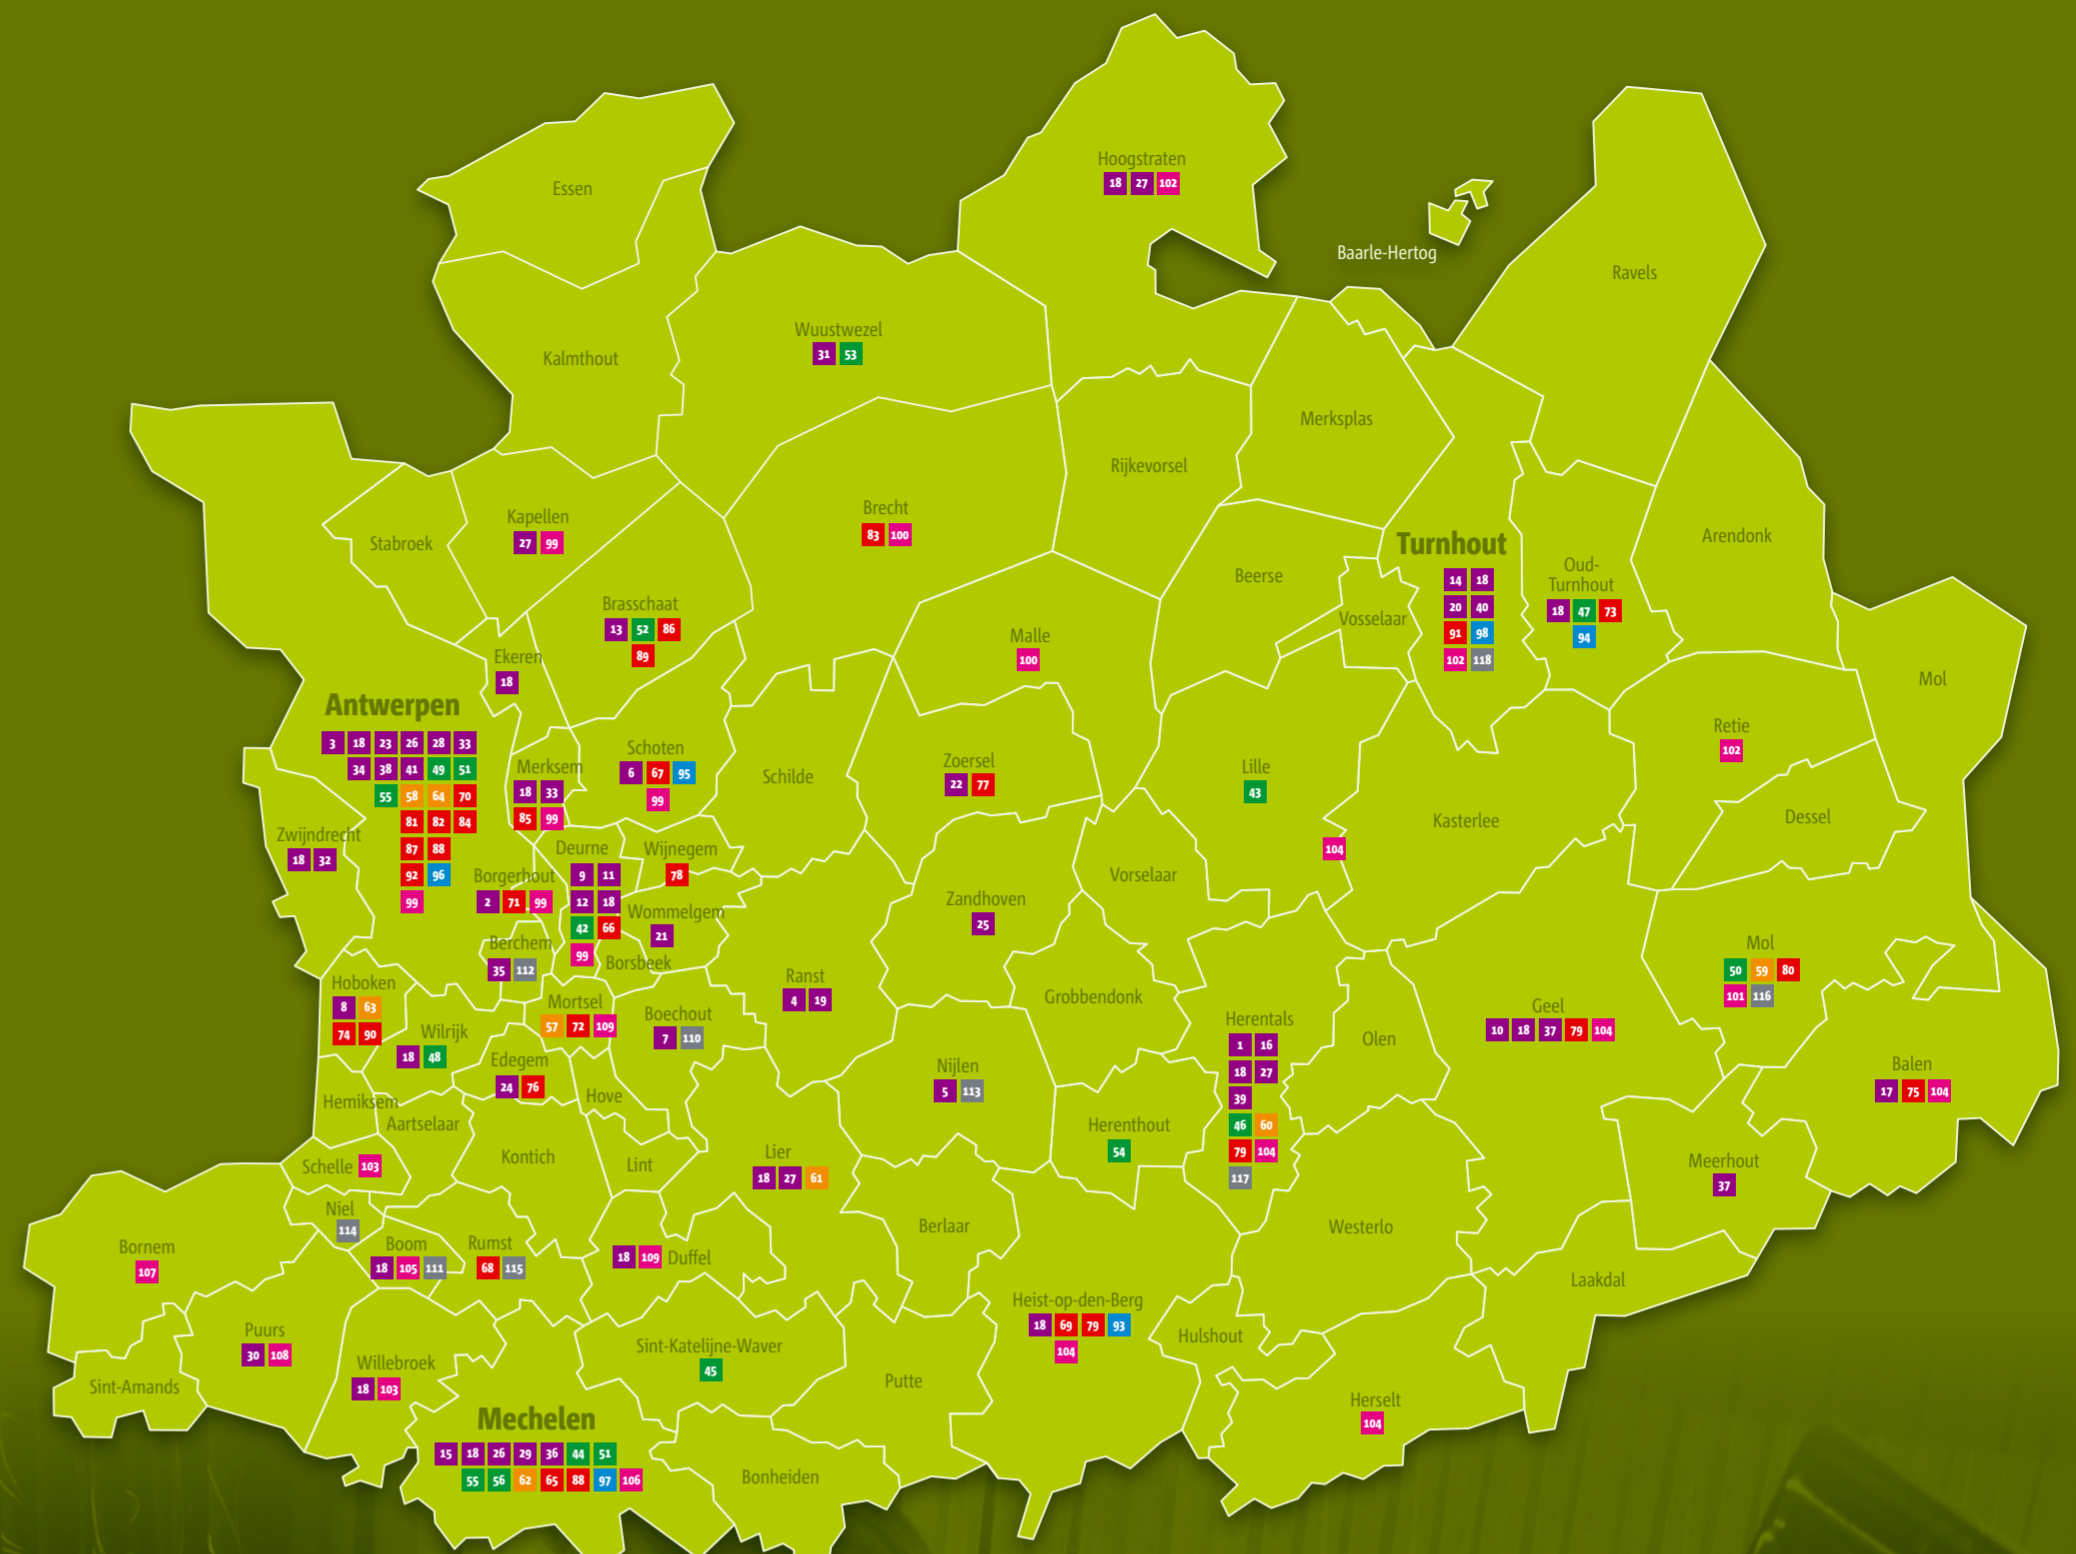 Hoogstraten
18 27 102
Essen
Baarle-Hertog
Ravels
Wuustwezel
31 53
Kalmthout
Merksplas
Rijkevorsel
Brecht
83 100
Kapellen
27 99
Stabroek
Turnhout
14 18
20 40
91 98
102 118
Oud-
Turnhout
18 47 73
94
Arendonk
Beerse
Vosselaar
Brasschaat
13 52 86
89
Malle
100
Ekeren
18
Mol
Antwerpen
3 18 23 26 28 33
34 38 41 49 51
55 58 64 70
81 82 84
87 88
92 96
99
Retie
102
Schoten
6 67 95
99
Merksem
18 33
85 99
Schilde
Zoersel
22 77
Lille
43
Kasterlee
104
Dessel
Zwijndrecht
18 32
Deurne
9 11
12 18
42 66
99
Wijnegem
78
Borgerhout
2 71 99
Vorselaar
Zandhoven
25
Wommelgem
21
Berchem
35 112
Borsbeek
Mol
50 59 80
101 116
Hoboken
8 63
74 90
Ranst
4 19
Grobbendonk
Mortsel
57 72 109
Boechout
7 110
Geel
10 18 37 79 104
Herentals
1 16
18 27
39
46 60
79 104
117
Olen
Wilrijk
18 48
Edegem
24 76
Nijlen
5 113
Balen
17 75 104
Hove
Hemiksem
Aartselaar
Herenthout
54
Kontich
Lint
Lier
18 27 61
Schelle 103
Meerhout
37
Niel
114
Berlaar
Westerlo
Bornem
107
Boom
18 105 111
Rumst
68 115
18 109 Duffel
Laakdal
Heist-op-den-Berg
18 69 79 93
104
Puurs
30 108
Hulshout
Sint-Katelijne-Waver
45
Willebroek
18 103
Sint-Amands
Putte
Herselt
104
Mechelen
15 18 26 29 36 44 51
55 56 62 65 88 97 106
Bonheiden